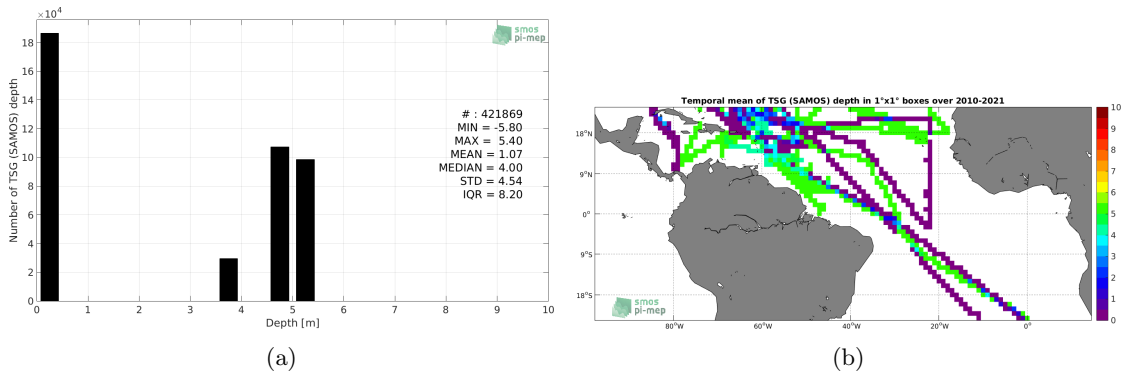 ×10⁴
18
16
14
12
10
8
6
4
2
0
Number of TSG (SAMOS) depth
smos
pi-mep
# : 421869
MIN = -5.80
MAX = 5.40
MEAN = 1.07
MEDIAN = 4.00
STD = 4.54
IQR = 8.20
0 1 2 3 4 5 6 7 8 9 10
Depth [m]
(a)
Temporal mean of TSG (SAMOS) depth in 1°x1° boxes over 2010-2021
18°N
9°N
0°
9°S
18°S
smos
pi-mep
80°W 60°W 40°W 20°W 0°
10
9
8
7
6
5
4
3
2
1
0
(b)